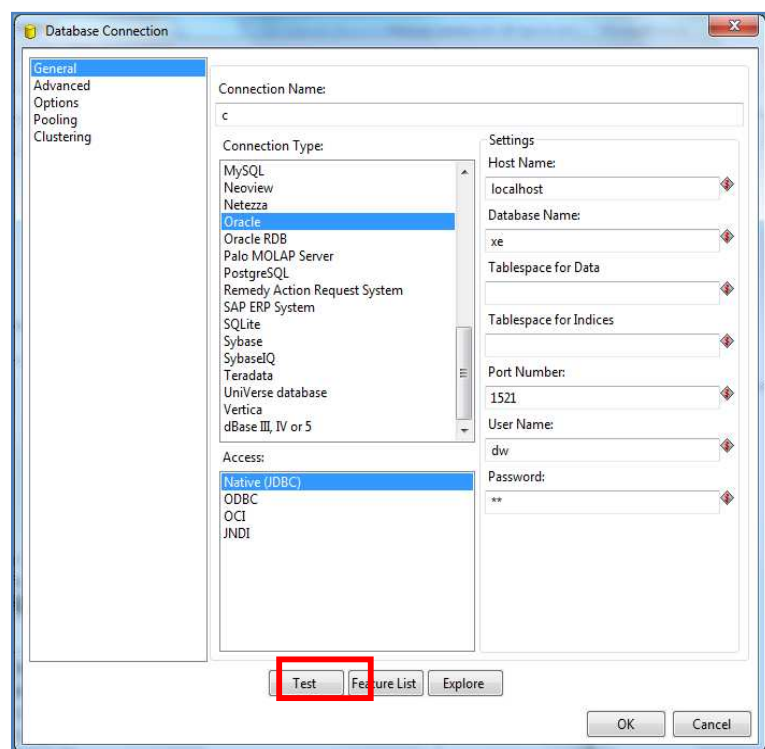 Database Connection
General
Advanced
Options
Pooling
Clustering
Connection Name:
c
Connection Type:
MySQL
Neoview
Netezza
Oracle
Oracle RDB
Palo MOLAP Server
PostgreSQL
Remedy Action Request System
SAP ERP System
SQLite
Sybase
SybaseIQ
Teradata
UniVerse database
Vertica
dBase III, IV or 5
Access:
Native (JDBC)
ODBC
OCI
JNDI
Settings
Host Name:
localhost
Database Name:
xe
Tablespace for Data
Tablespace for Indices
Port Number:
1521
User Name:
dw
Password:
**
Test Feature List Explore
OK Cancel